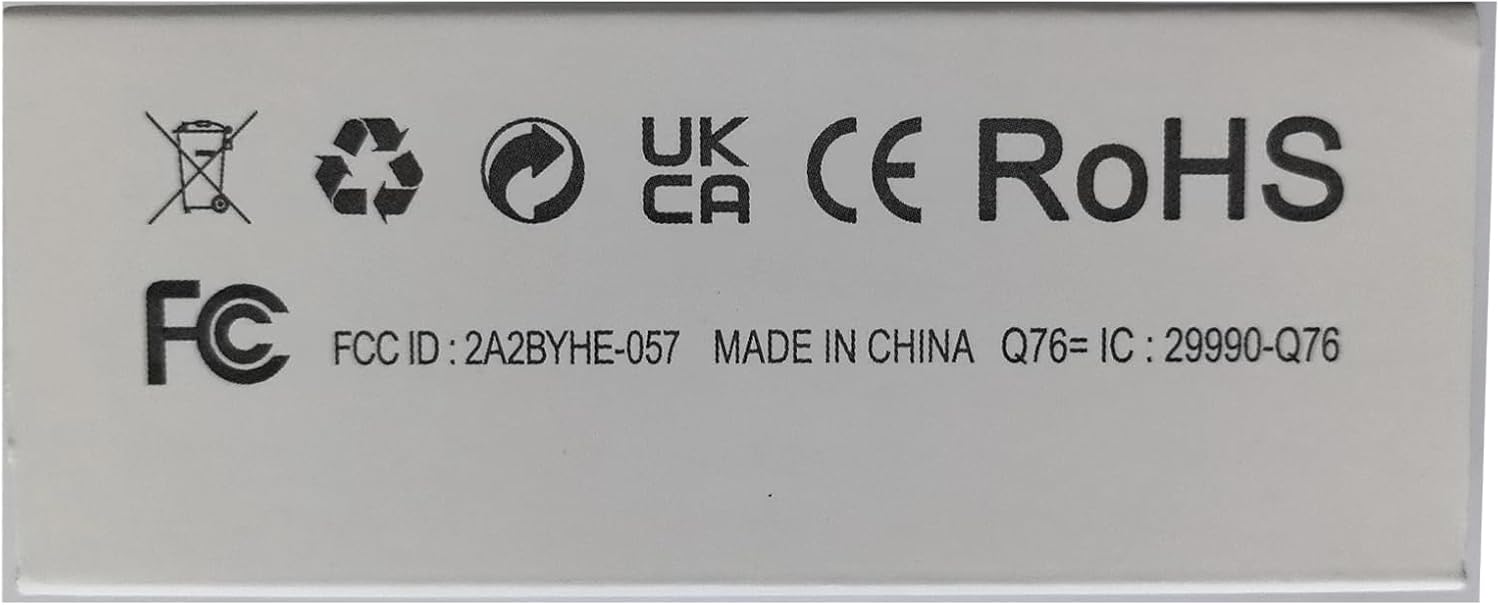 UK CA CE RoHS
FC FCC ID : 2A2BYHE-057 MADE IN CHINA Q76= IC : 29990-Q76